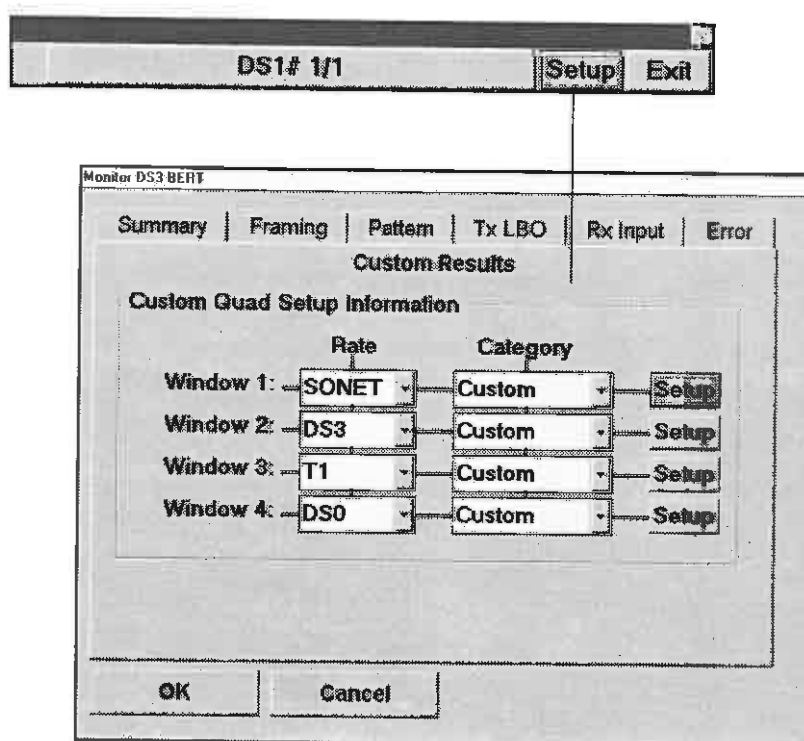 DS1# 1/1 Setup Exit
Monitor DS3 BERT
Summary Framing Pattern Tx LBO Rx Input Error
Custom Results
Custom Quad Setup Information
Rate Category
Window 1: SONET Custom Setup
Window 2: DS3 Custom Setup
Window 3: T1 Custom Setup
Window 4: DS0 Custom Setup
OK Cancel